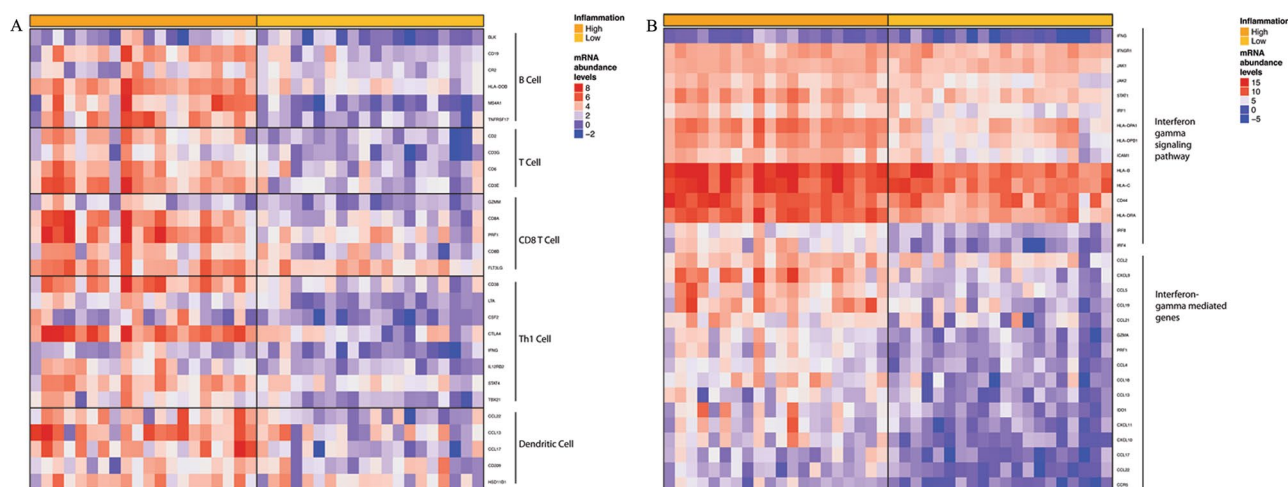 A
Inflammation
High
Low
mRNA
abundance
levels
8
6
4
2
0
−2
BLK
CD19
CR2
HLA-DOB
MS4A1
TNFRSF17
B Cell
CD2
CD3G
CD6
CD3E
T Cell
GZMM
CD8A
PRF1
CD8B
FLT3LG
CD8 T Cell
CD38
LTA
CSF2
CTLA4
IFNG
IL12RB2
STAT4
TBX21
Th1 Cell
CCL22
CCL13
CCL17
CD209
HSD11B1
Dendritic Cell
B
Inflammation
High
Low
mRNA
abundance
levels
15
10
5
0
−5
IFNG
IFNGR1
JAK1
JAK2
STAT1
IRF1
HLA-DPA1
HLA-DPB1
ICAM1
HLA-B
HLA-C
CD44
HLA-DRA
IRF8
IRF4
Interferon
gamma
signaling
pathway
CCL2
CXCL9
CCL5
CCL19
CCL21
GZMA
PRF1
CCL4
CCL18
CCL13
IDO1
CXCL11
CXCL10
CCL17
CCL22
CCR5
Interferon-
gamma mediated
genes